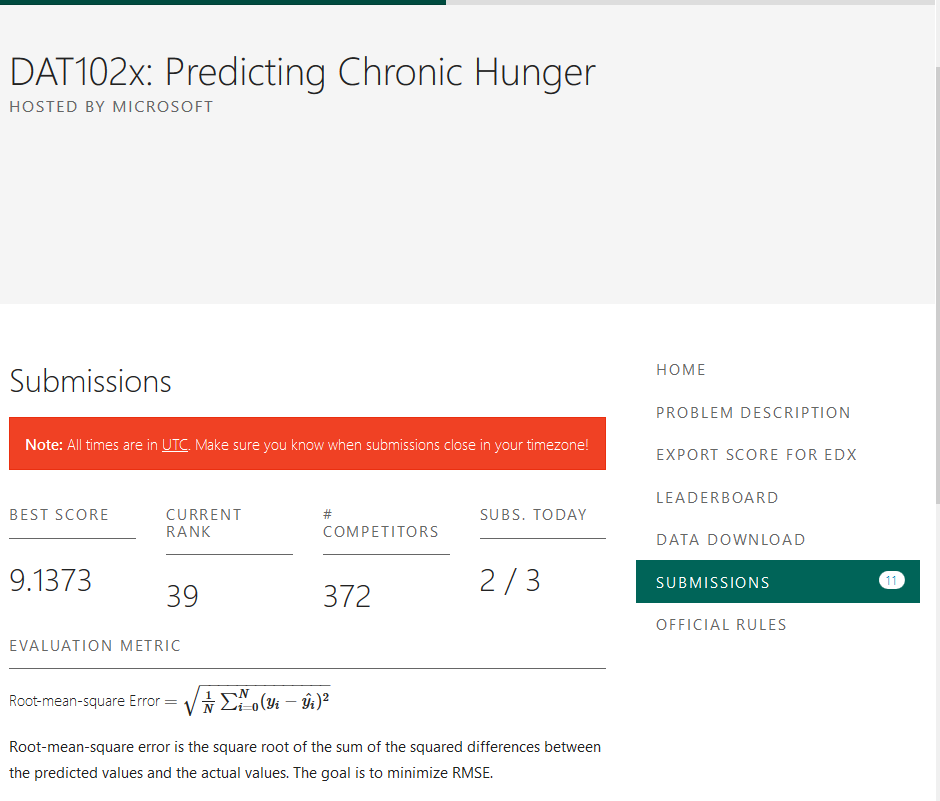 DAT102x: Predicting Chronic Hunger
HOSTED BY MICROSOFT
Submissions
Note: All times are in UTC. Make sure you know when submissions close in your timezone!
BEST SCORE
9.1373
CURRENT
RANK
39
#
COMPETITORS
372
SUBS. TODAY
2 / 3
EVALUATION METRIC
Root-mean-square Error = √(1/N ∑_{i=0}^{N} (y_i − ŷ_i)²)
Root-mean-square error is the square root of the sum of the squared differences between
the predicted values and the actual values. The goal is to minimize RMSE.
HOME
PROBLEM DESCRIPTION
EXPORT SCORE FOR EDX
LEADERBOARD
DATA DOWNLOAD
SUBMISSIONS 11
OFFICIAL RULES